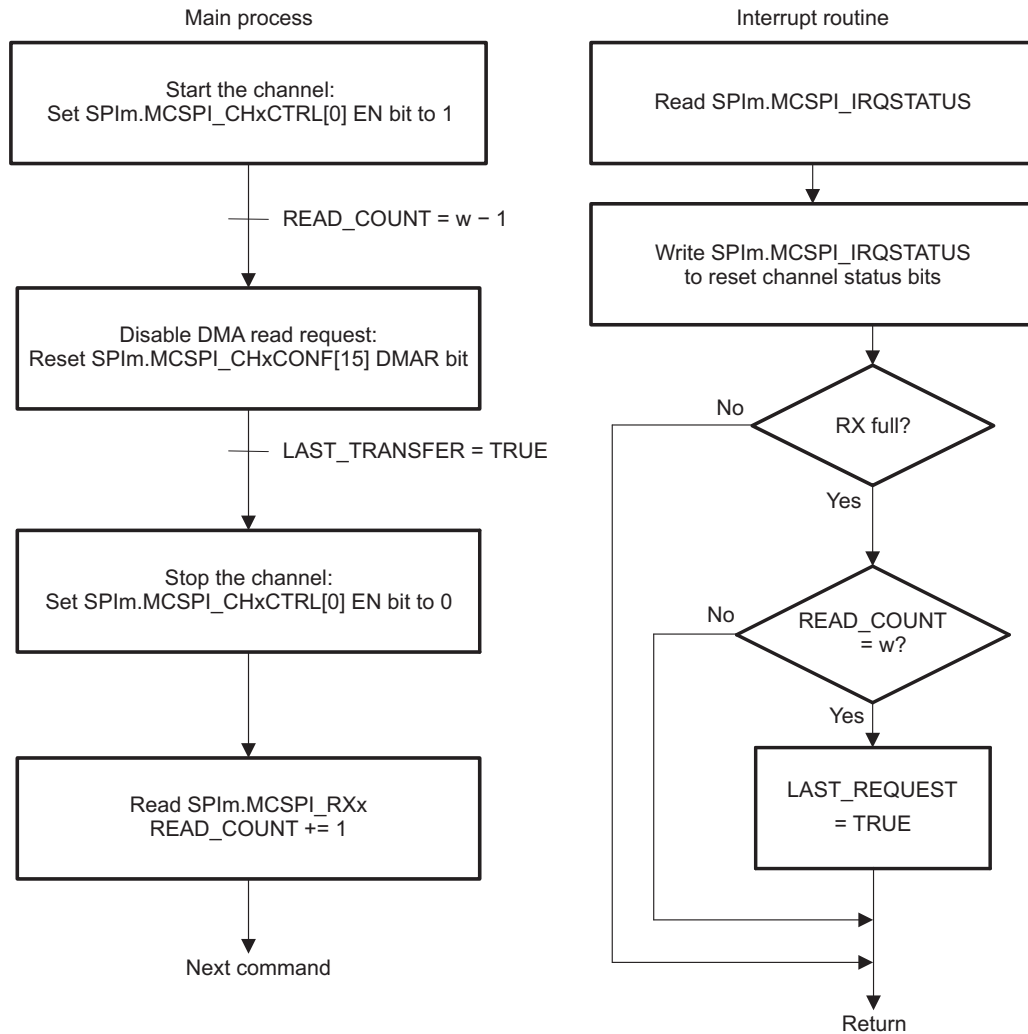 Main process
Start the channel:
Set SPIm.MCSPI_CHxCTRL[0] EN bit to 1
READ_COUNT = w − 1
Disable DMA read request:
Reset SPIm.MCSPI_CHxCONF[15] DMAR bit
LAST_TRANSFER = TRUE
Stop the channel:
Set SPIm.MCSPI_CHxCTRL[0] EN bit to 0
Read SPIm.MCSPI_RXx
READ_COUNT += 1
Next command
Interrupt routine
Read SPIm.MCSPI_IRQSTATUS
Write SPIm.MCSPI_IRQSTATUS
to reset channel status bits
RX full?
No
Yes
READ_COUNT
= w?
No
Yes
LAST_REQUEST
= TRUE
Return